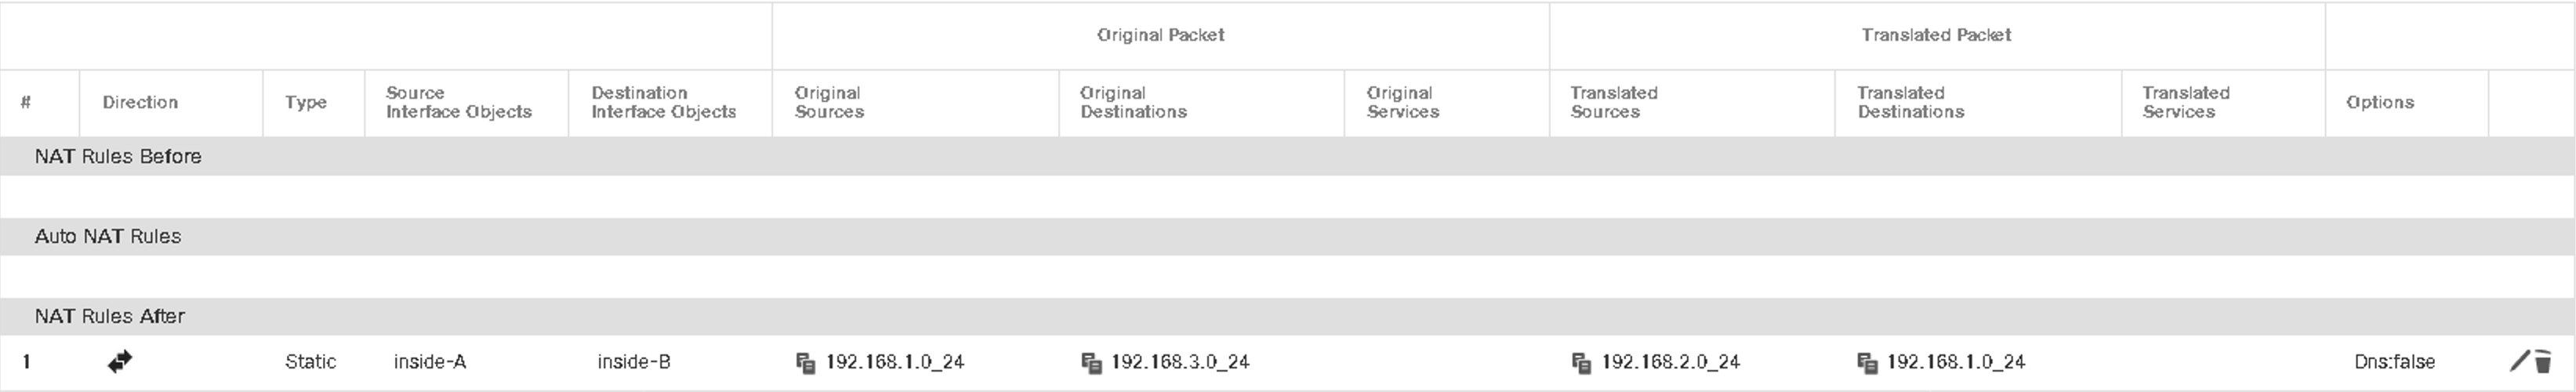 Original Packet Translated Packet
# Direction Type Source Interface Objects Destination Interface Objects Original Sources Original Destinations Original Services Translated Sources Translated Destinations Translated Services Options
NAT Rules Before
Auto NAT Rules
NAT Rules After
1 Static inside-A inside-B 192.168.1.0_24 192.168.3.0_24 192.168.2.0_24 192.168.1.0_24 Dns:false